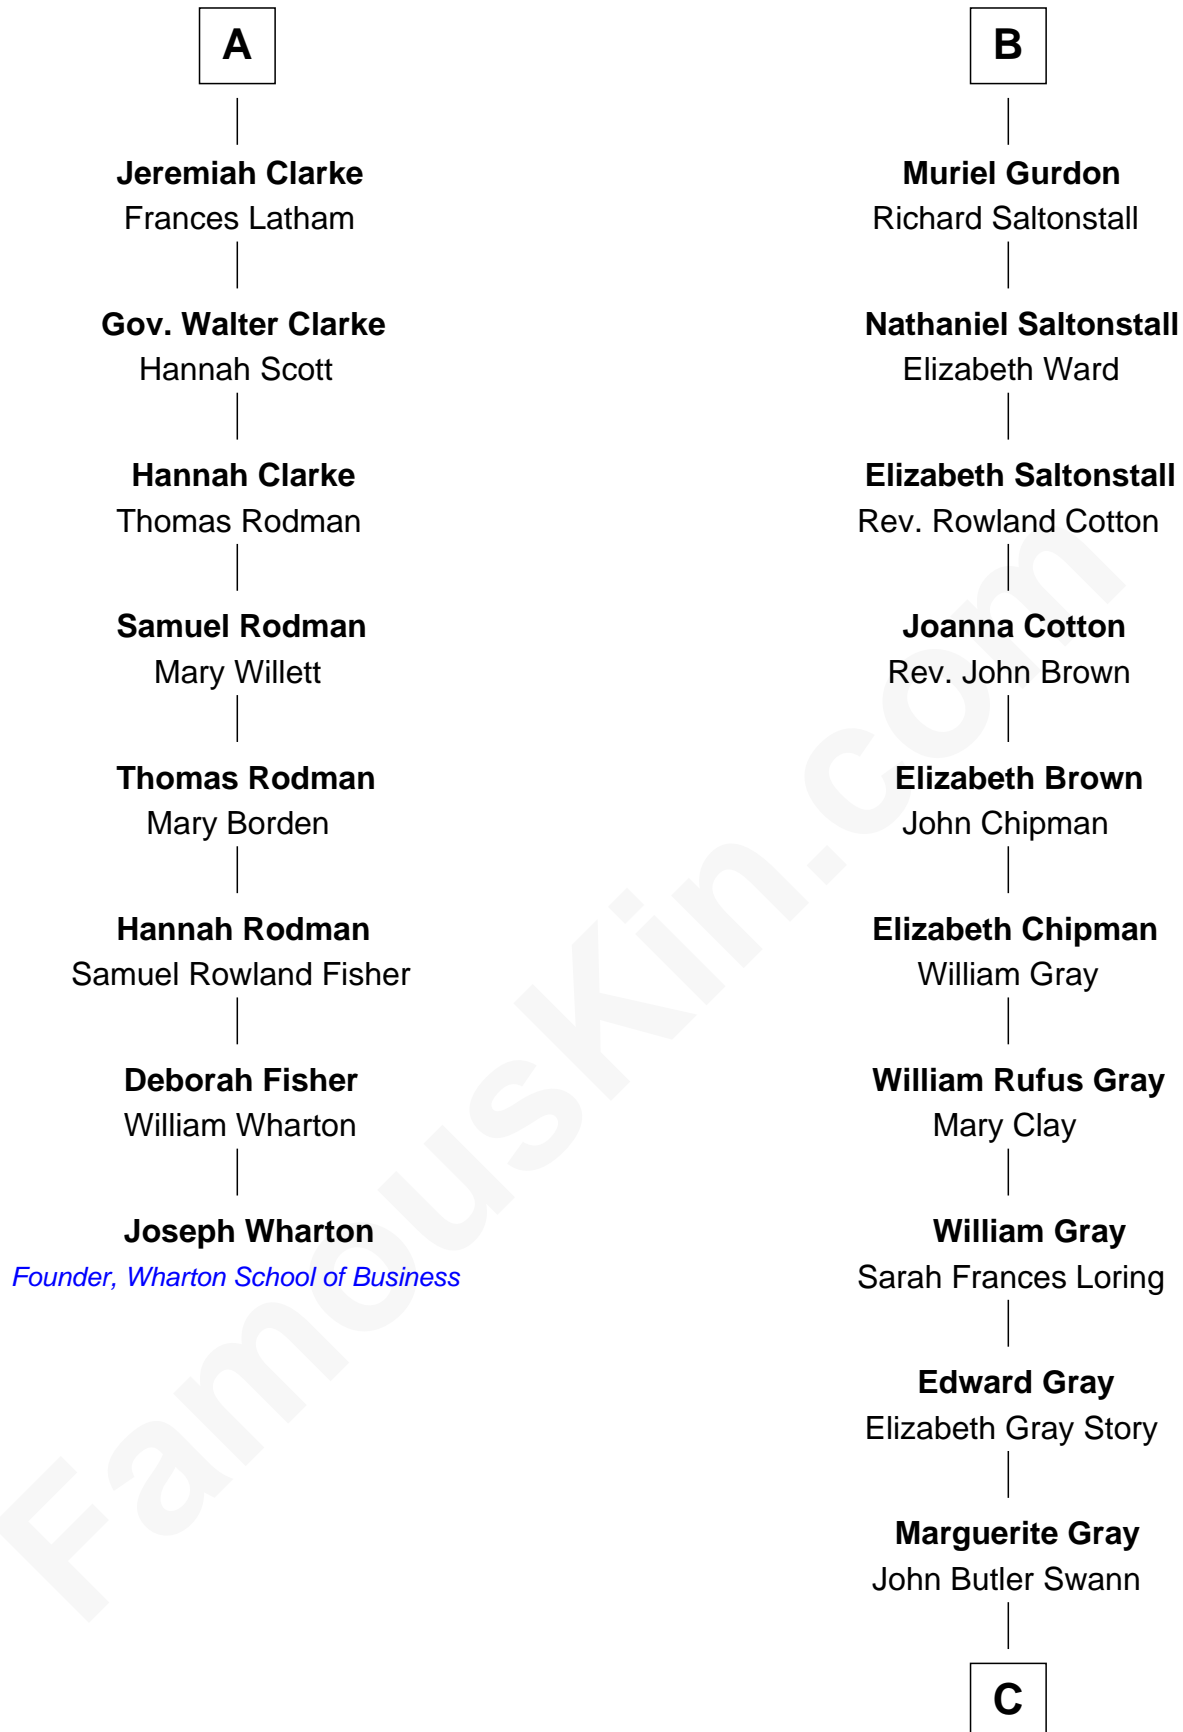 A
Jeremiah Clarke
Frances Latham
Gov. Walter Clarke
Hannah Scott
Hannah Clarke
Thomas Rodman
Samuel Rodman
Mary Willett
Thomas Rodman
Mary Borden
Hannah Rodman
Samuel Rowland Fisher
Deborah Fisher
William Wharton
Joseph Wharton
Founder, Wharton School of Business
B
Muriel Gurdon
Richard Saltonstall
Nathaniel Saltonstall
Elizabeth Ward
Elizabeth Saltonstall
Rev. Rowland Cotton
Joanna Cotton
Rev. John Brown
Elizabeth Brown
John Chipman
Elizabeth Chipman
William Gray
William Rufus Gray
Mary Clay
William Gray
Sarah Frances Loring
Edward Gray
Elizabeth Gray Story
Marguerite Gray
John Butler Swann
C
FamousKin.com